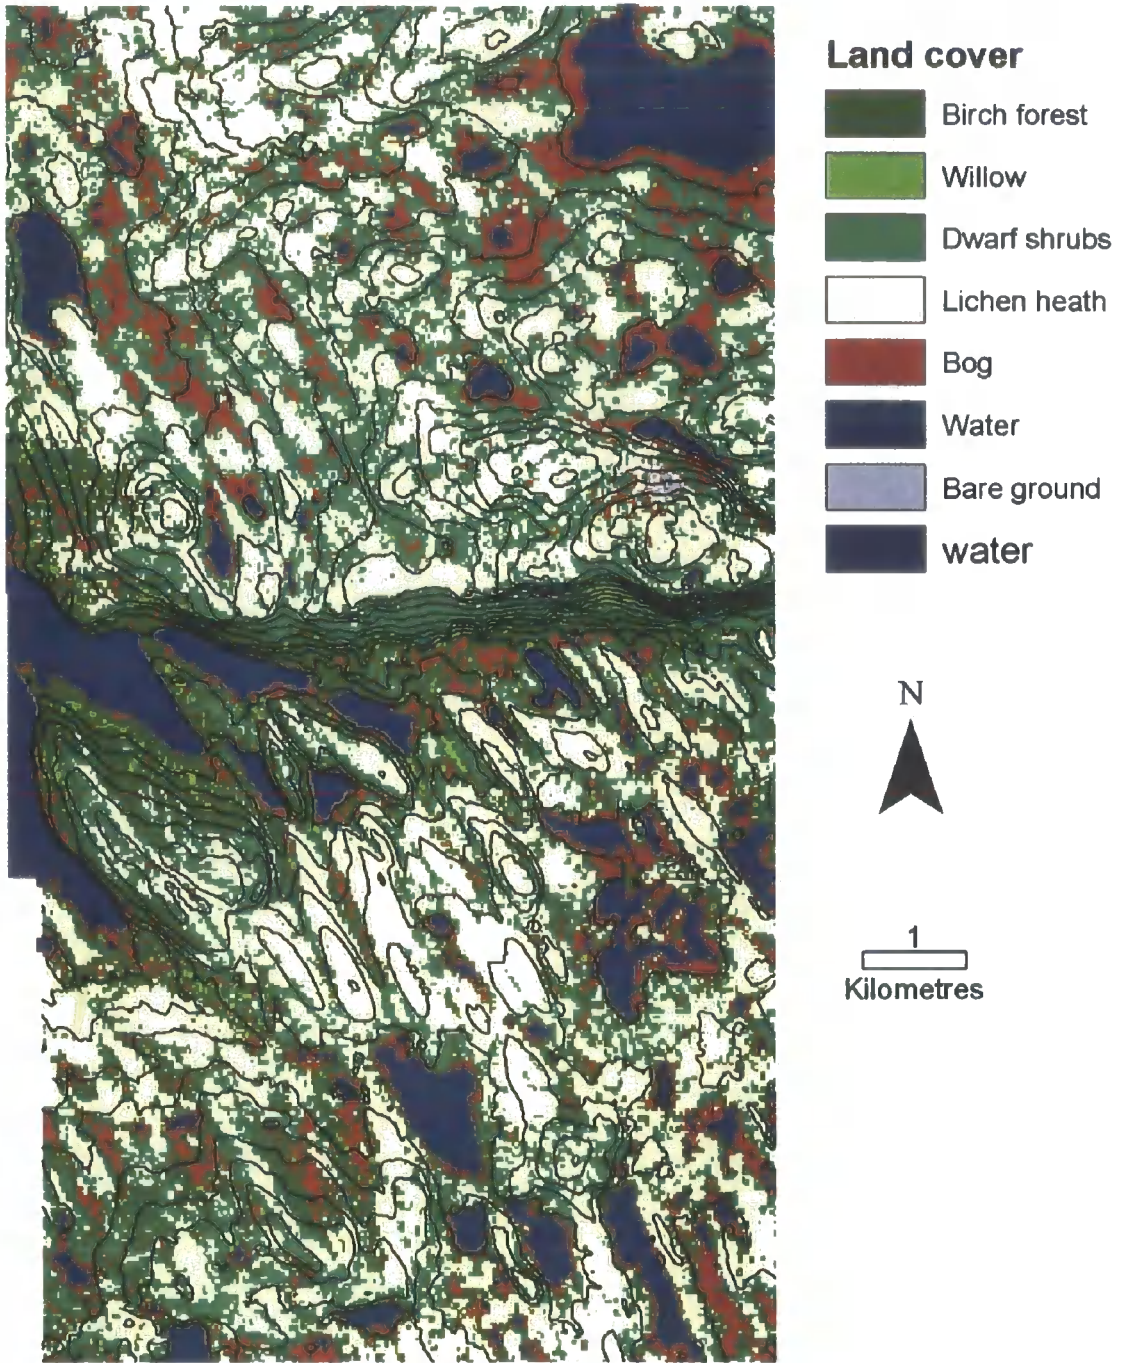 Land cover
Birch forest
Willow
Dwarf shrubs
Lichen heath
Bog
Water
Bare ground
water
N
1
Kilometres